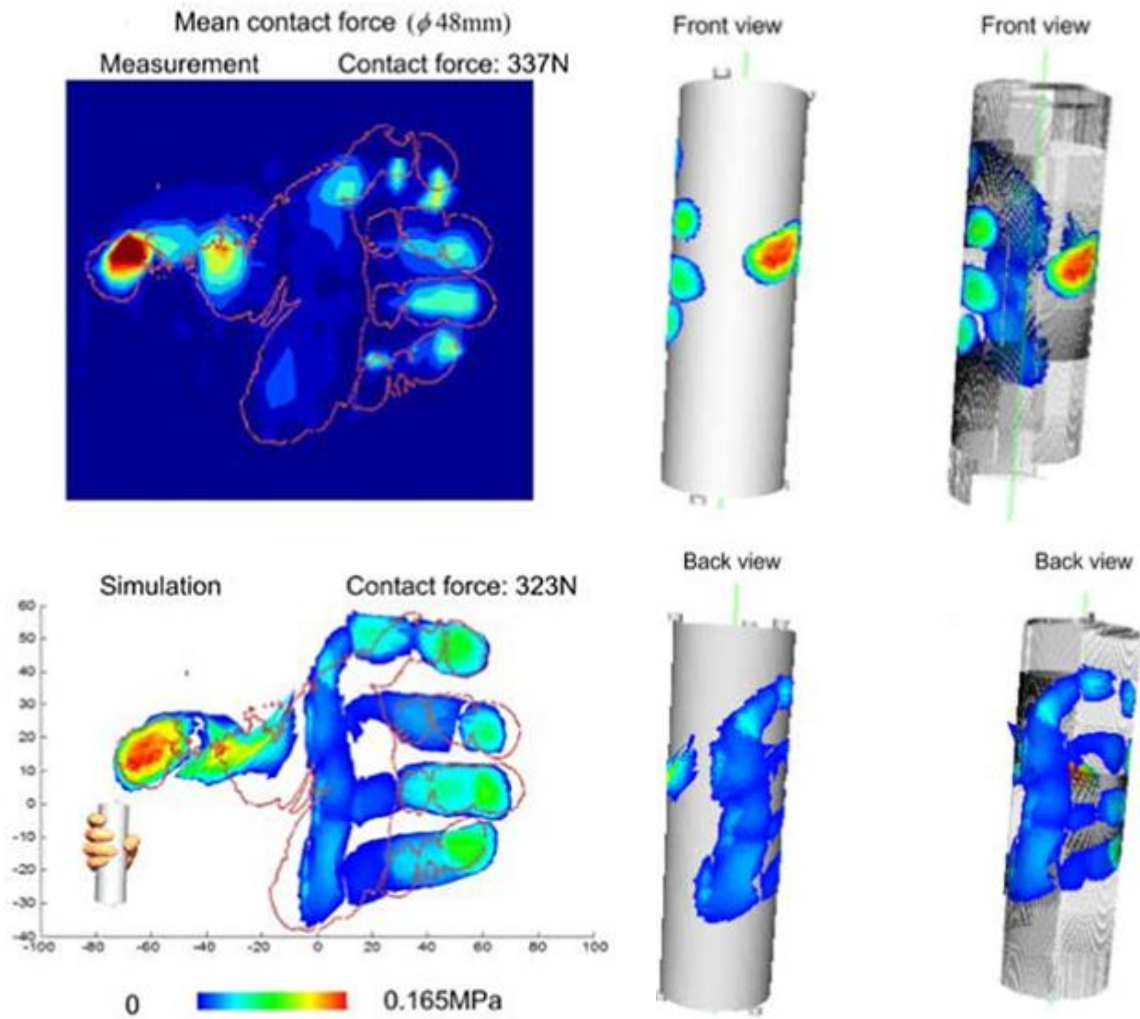 Mean contact force (ϕ 48mm)
Measurement Contact force: 337N
Front view
Front view
Simulation Contact force: 323N
60
50
40
30
20
10
0
-10
-20
-30
-40
-100 -80 -60 -40 -20 0 20 40 60 80 100
0 0.165MPa
Back view
Back view